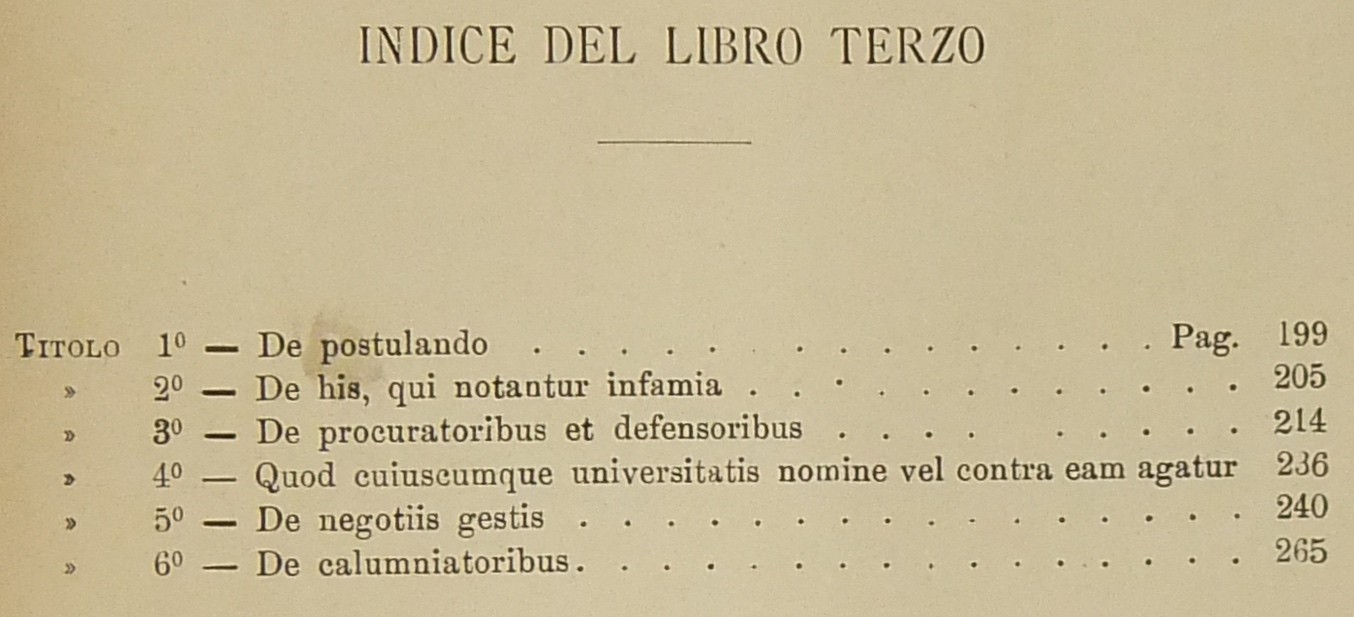 INDICE DEL LIBRO TERZO
TITOLO 1º — De postulando . . . . . . . . . . . . . . Pag. 199
» 2º — De his, qui notantur infamia . . . . . . . . . . . . 205
» 3º — De procuratoribus et defensoribus . . . . . . . . . . 214
» 4º — Quod cuiuscumque universitatis nomine vel contra eam agatur 236
» 5º — De negotiis gestis . . . . . . . . . . . . . . . 240
» 6º — De calumniatoribus . . . . . . . . . . . . . . . 265